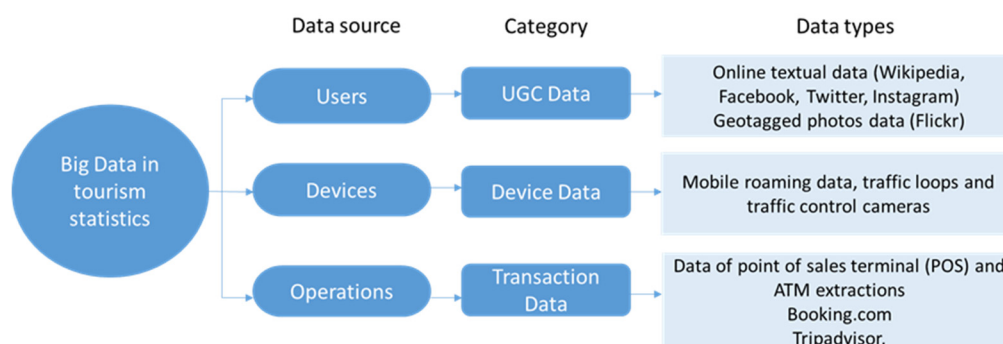 Data source
Category
Data types
Big Data in
tourism
statistics
Users
UGC Data
Online textual data (Wikipedia,
Facebook, Twitter, Instagram)
Geotagged photos data (Flickr)
Devices
Device Data
Mobile roaming data, traffic loops and
traffic control cameras
Operations
Transaction
Data
Data of point of sales terminal (POS) and
ATM extractions
Booking.com
Tripadvisor.